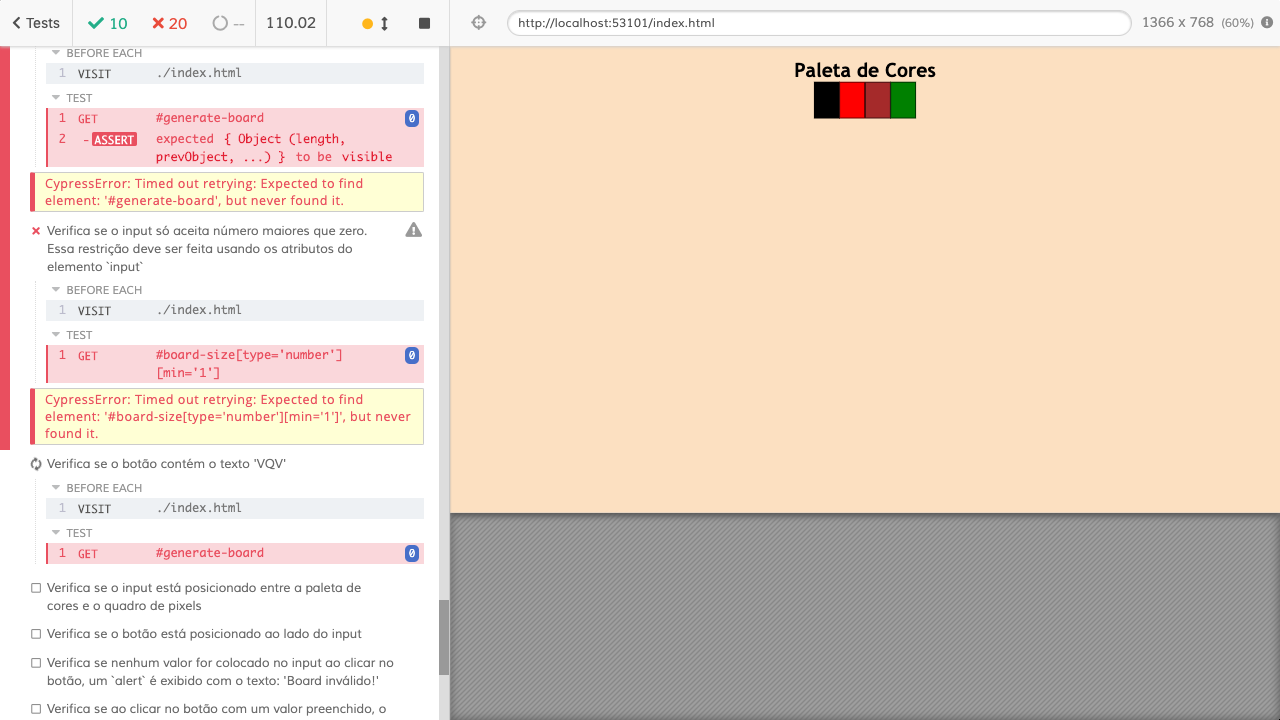 Tests
10
20
--
110.02
http://localhost:53101/index.html
1366 x 768 (60%)
BEFORE EACH
1 VISIT ./index.html
TEST
1 GET #generate-board 0
2 -ASSERT expected { Object (length,
prevObject, ...) } to be visible
CypressError: Timed out retrying: Expected to find
element: '#generate-board', but never found it.
Verifica se o input só aceita número maiores que zero.
Essa restrição deve ser feita usando os atributos do
elemento `input`
BEFORE EACH
1 VISIT ./index.html
TEST
1 GET #board-size[type='number'] 0
[min='1']
CypressError: Timed out retrying: Expected to find
element: '#board-size[type='number'][min='1']', but never
found it.
Verifica se o botão contém o texto 'VQV'
BEFORE EACH
1 VISIT ./index.html
TEST
1 GET #generate-board 0
Verifica se o input está posicionado entre a paleta de
cores e o quadro de pixels
Verifica se o botão está posicionado ao lado do input
Verifica se nenhum valor for colocado no input ao clicar no
botão, um `alert` é exibido com o texto: 'Board inválido!'
Verifica se ao clicar no botão com um valor preenchido, o
Paleta de Cores